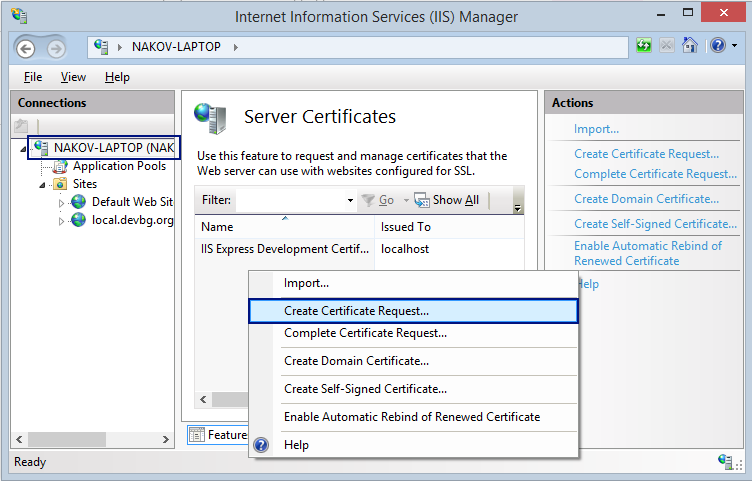 Internet Information Services (IIS) Manager
NAKOV-LAPTOP
File View Help
Connections
NAKOV-LAPTOP (NAK
Application Pools
Sites
Default Web Sit
local.devbg.org
Server Certificates
Use this feature to request and manage certificates that the
Web server can use with websites configured for SSL.
Filter: Go Show All
Name Issued To
IIS Express Development Certif... localhost
Import...
Create Certificate Request...
Complete Certificate Request...
Create Domain Certificate...
Create Self-Signed Certificate...
Enable Automatic Rebind of Renewed Certificate
Help
Feature
Actions
Import...
Create Certificate Request...
Complete Certificate Request...
Create Domain Certificate...
Create Self-Signed Certificate...
Enable Automatic Rebind of
Renewed Certificate
Help
Ready